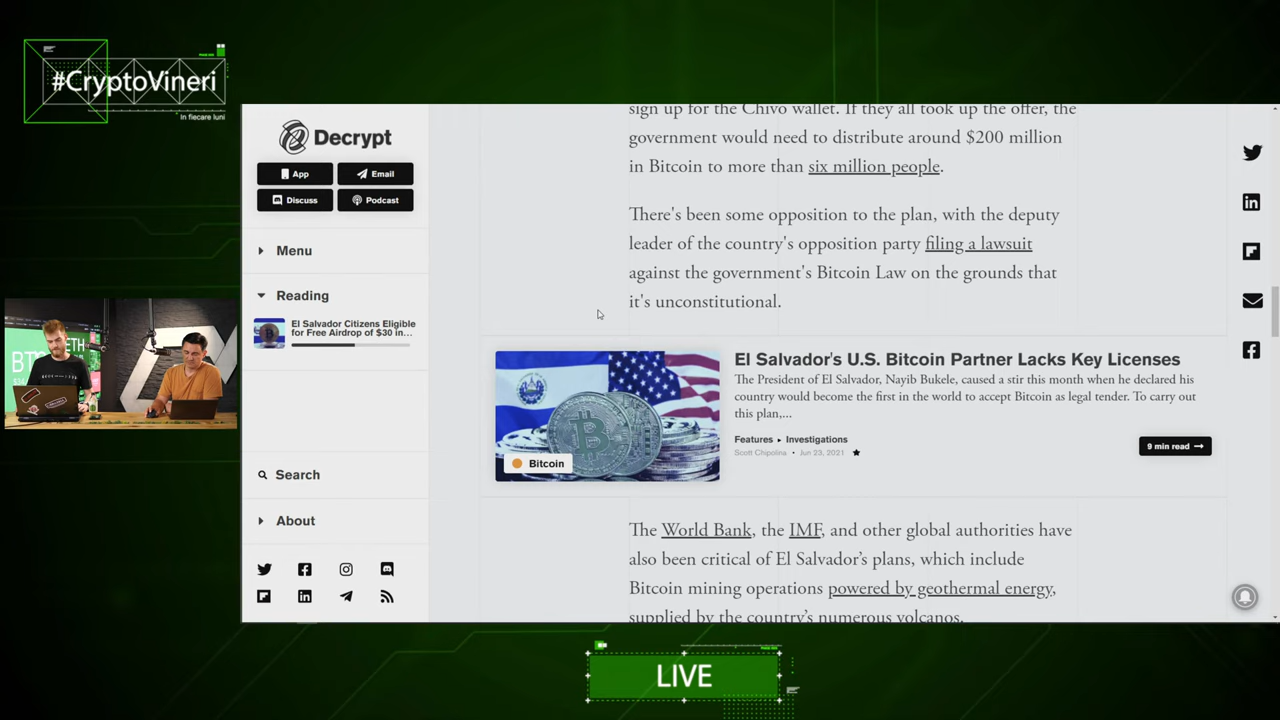 #CryptoVineri
in fiecare luni
Decrypt
App
Email
Discuss
Podcast
Menu
Reading
El Salvador Citizens Eligible
for Free Airdrop of $30 in...
Search
About
sign up for the Chivo wallet. If they all took up the offer, the
government would need to distribute around $200 million
in Bitcoin to more than six million people.
There's been some opposition to the plan, with the deputy
leader of the country's opposition party filing a lawsuit
against the government's Bitcoin Law on the grounds that
it's unconstitutional.
Bitcoin
El Salvador's U.S. Bitcoin Partner Lacks Key Licenses
The President of El Salvador, Nayib Bukele, caused a stir this month when he declared his
country would become the first in the world to accept Bitcoin as legal tender. To carry out
this plan,...
Features ▸ Investigations
Scott Chipolina • Jun 23, 2021
9 min read →
The World Bank, the IMF, and other global authorities have
also been critical of El Salvador’s plans, which include
Bitcoin mining operations powered by geothermal energy,
supplied by the country’s numerous volcanos.
LIVE